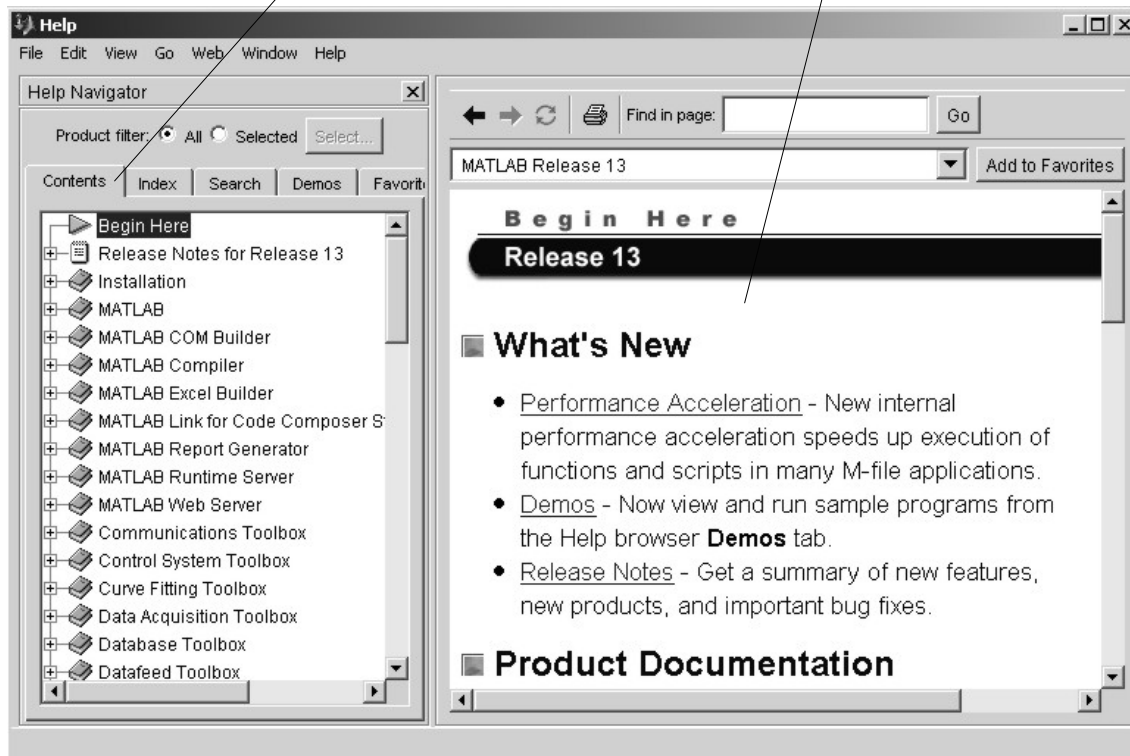 Help
File Edit View Go Web Window Help
Help Navigator
Product filter: All Selected Select...
Contents Index Search Demos Favorit
Begin Here
Release Notes for Release 13
Installation
MATLAB
MATLAB COM Builder
MATLAB Compiler
MATLAB Excel Builder
MATLAB Link for Code Composer S
MATLAB Report Generator
MATLAB Runtime Server
MATLAB Web Server
Communications Toolbox
Control System Toolbox
Curve Fitting Toolbox
Data Acquisition Toolbox
Database Toolbox
Datafeed Toolbox
Find in page: Go
MATLAB Release 13 Add to Favorites
Begin Here
Release 13
What's New
• Performance Acceleration - New internal
performance acceleration speeds up execution of
functions and scripts in many M-file applications.
• Demos - Now view and run sample programs from
the Help browser Demos tab.
• Release Notes - Get a summary of new features,
new products, and important bug fixes.
Product Documentation